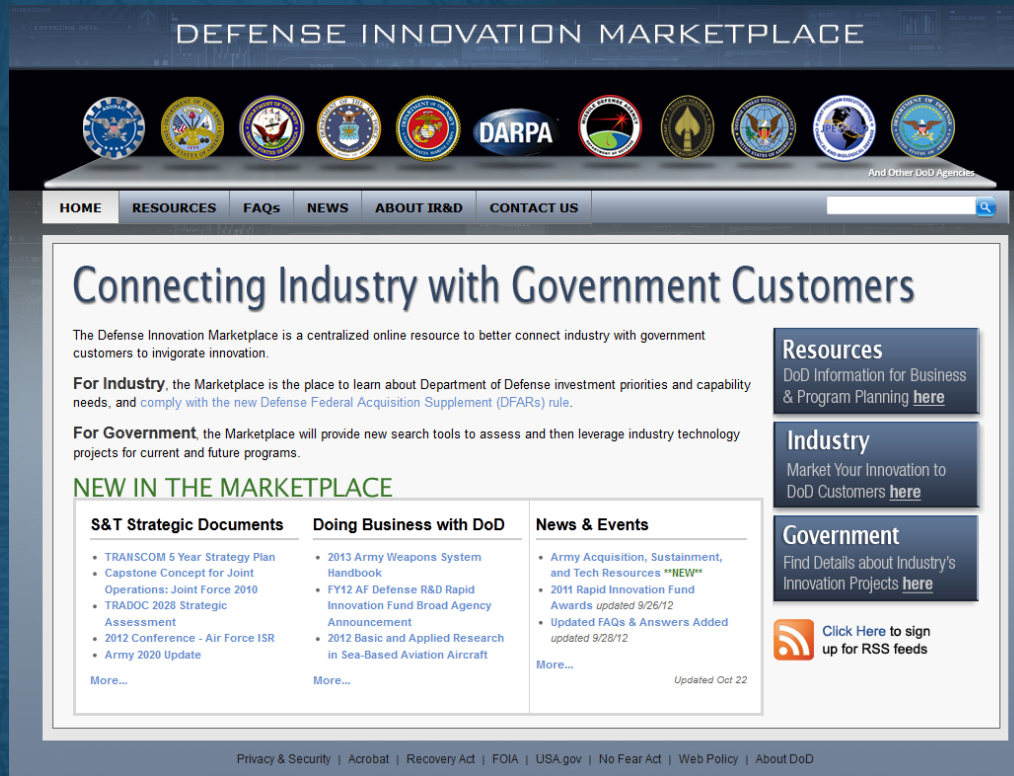 DEFENSE INNOVATION MARKETPLACE
DARPA
And Other DoD Agencies
HOME RESOURCES FAQs NEWS ABOUT IR&D CONTACT US
Connecting Industry with Government Customers
The Defense Innovation Marketplace is a centralized online resource to better connect industry with government
customers to invigorate innovation.
For Industry, the Marketplace is the place to learn about Department of Defense investment priorities and capability
needs, and comply with the new Defense Federal Acquisition Supplement (DFARs) rule.
For Government, the Marketplace will provide new search tools to assess and then leverage industry technology
projects for current and future programs.
NEW IN THE MARKETPLACE
S&T Strategic Documents
• TRANSCOM 5 Year Strategy Plan
• Capstone Concept for Joint
Operations: Joint Force 2010
• TRADOC 2028 Strategic
Assessment
• 2012 Conference - Air Force ISR
• Army 2020 Update
More...
Doing Business with DoD
• 2013 Army Weapons System
Handbook
• FY12 AF Defense R&D Rapid
Innovation Fund Broad Agency
Announcement
• 2012 Basic and Applied Research
in Sea-Based Aviation Aircraft
More...
News & Events
• Army Acquisition, Sustainment,
and Tech Resources **NEW**
• 2011 Rapid Innovation Fund
Awards updated 9/26/12
• Updated FAQs & Answers Added
updated 9/28/12
More...
Updated Oct 22
Resources
DoD Information for Business
& Program Planning here
Industry
Market Your Innovation to
DoD Customers here
Government
Find Details about Industry's
Innovation Projects here
Click Here to sign
up for RSS feeds
Privacy & Security | Acrobat | Recovery Act | FOIA | USA.gov | No Fear Act | Web Policy | About DoD